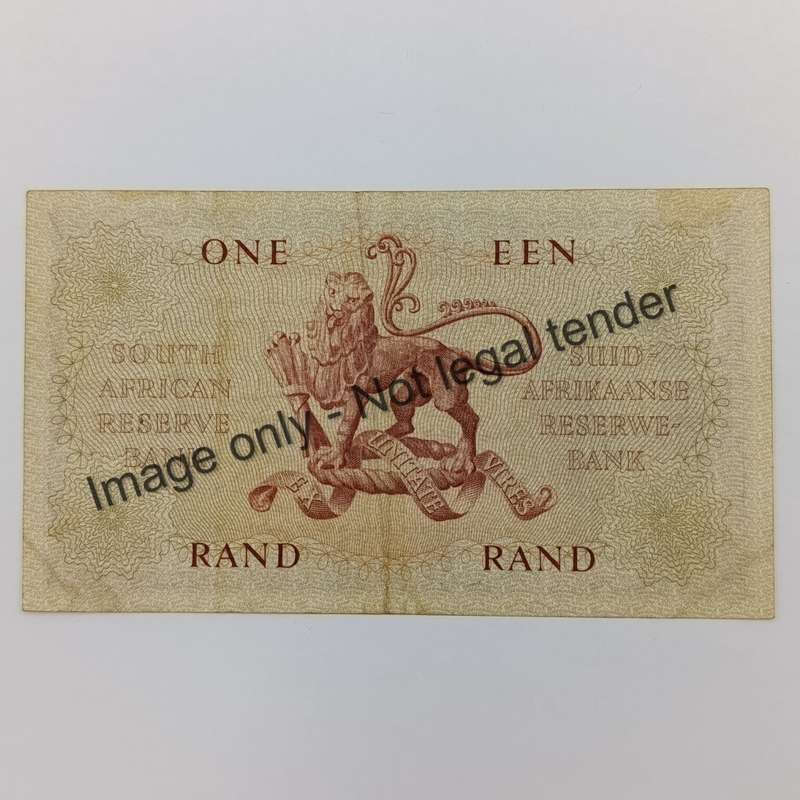 ONE EEN
SOUTH
AFRICAN
RESERVE
BANK
SUID-
AFRIKAANSE
RESERWE-
BANK
EX UNITATE VIRES
RAND RAND
Image only - Not legal tender